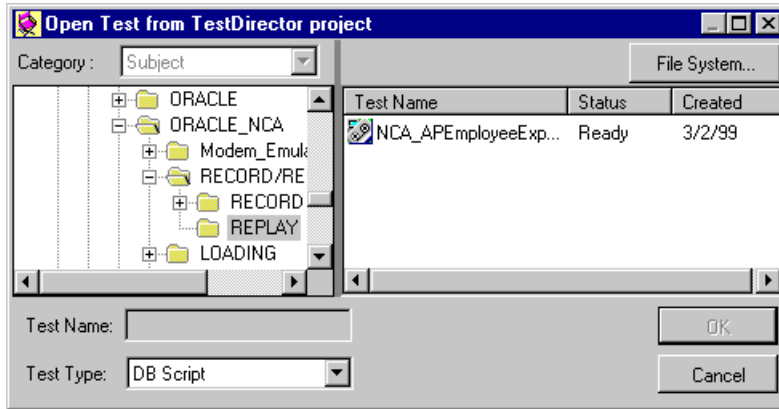 Open Test from TestDirector project
Category :
Subject
File System...
ORACLE
ORACLE_NCA
Modem_Emula
RECORD/RE
RECORD
REPLAY
LOADING
Test Name
Status
Created
NCA_APEmployeeExp...
Ready
3/2/99
Test Name:
OK
Test Type:
DB Script
Cancel